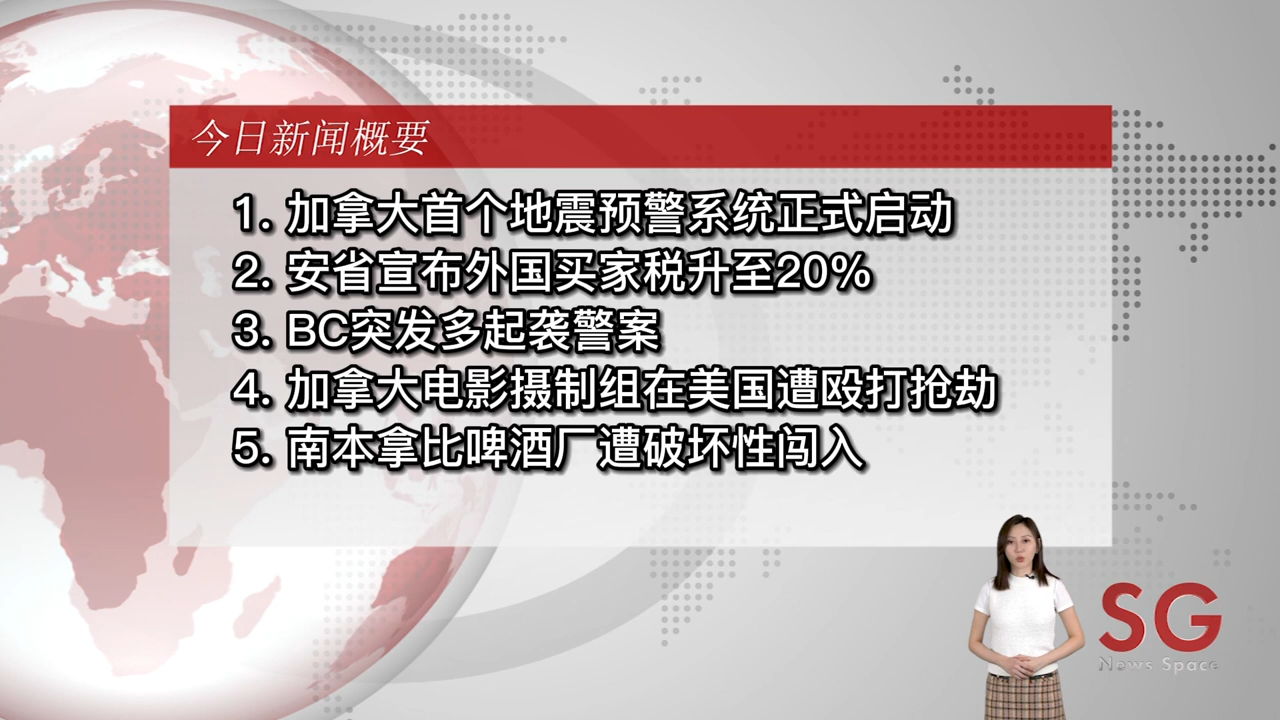 今日新闻概要
1. 加拿大首个地震预警系统正式启动
2. 安省宣布外国买家税升至20%
3. BC突发多起袭警案
4. 加拿大电影摄制组在美国遭殴打抢劫
5. 南本拿比啤酒厂遭破坏性闯入
SG
News Space